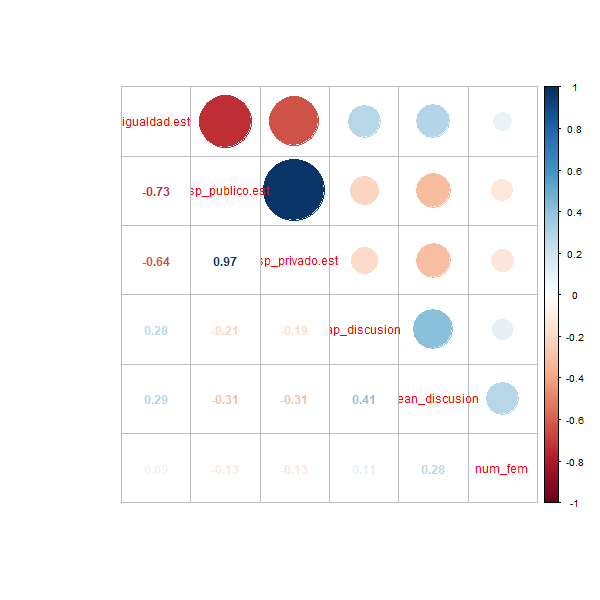 igualdad.est
-0.73 sp_publico.est
-0.64 0.97 sp_privado.est
0.28 -0.21 -0.19 ap_discusion
0.29 -0.31 -0.31 0.41 ean_discusion
0.09 -0.13 -0.13 0.11 0.28 num_fem
1
0.8
0.6
0.4
0.2
0
-0.2
-0.4
-0.6
-0.8
-1